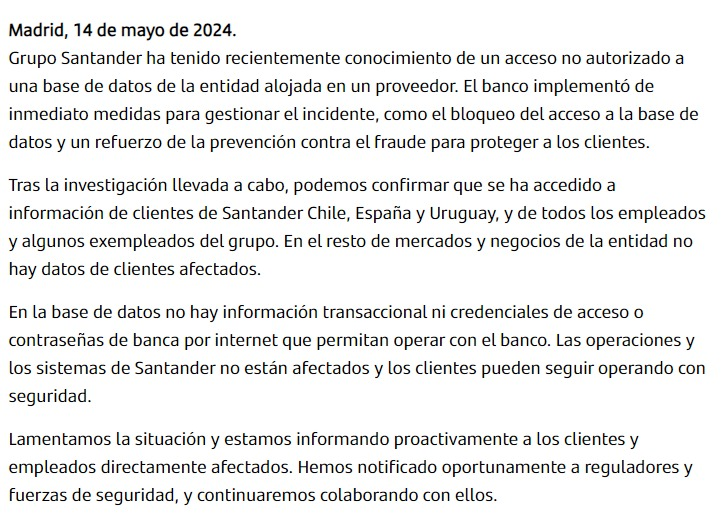 Madrid, 14 de mayo de 2024.
Grupo Santander ha tenido recientemente conocimiento de un acceso no autorizado a
una base de datos de la entidad alojada en un proveedor. El banco implementó de
inmediato medidas para gestionar el incidente, como el bloqueo del acceso a la base de
datos y un refuerzo de la prevención contra el fraude para proteger a los clientes.
Tras la investigación llevada a cabo, podemos confirmar que se ha accedido a
información de clientes de Santander Chile, España y Uruguay, y de todos los empleados
y algunos exempleados del grupo. En el resto de mercados y negocios de la entidad no
hay datos de clientes afectados.
En la base de datos no hay información transaccional ni credenciales de acceso o
contraseñas de banca por internet que permitan operar con el banco. Las operaciones y
los sistemas de Santander no están afectados y los clientes pueden seguir operando con
seguridad.
Lamentamos la situación y estamos informando proactivamente a los clientes y
empleados directamente afectados. Hemos notificado oportunamente a reguladores y
fuerzas de seguridad, y continuaremos colaborando con ellos.